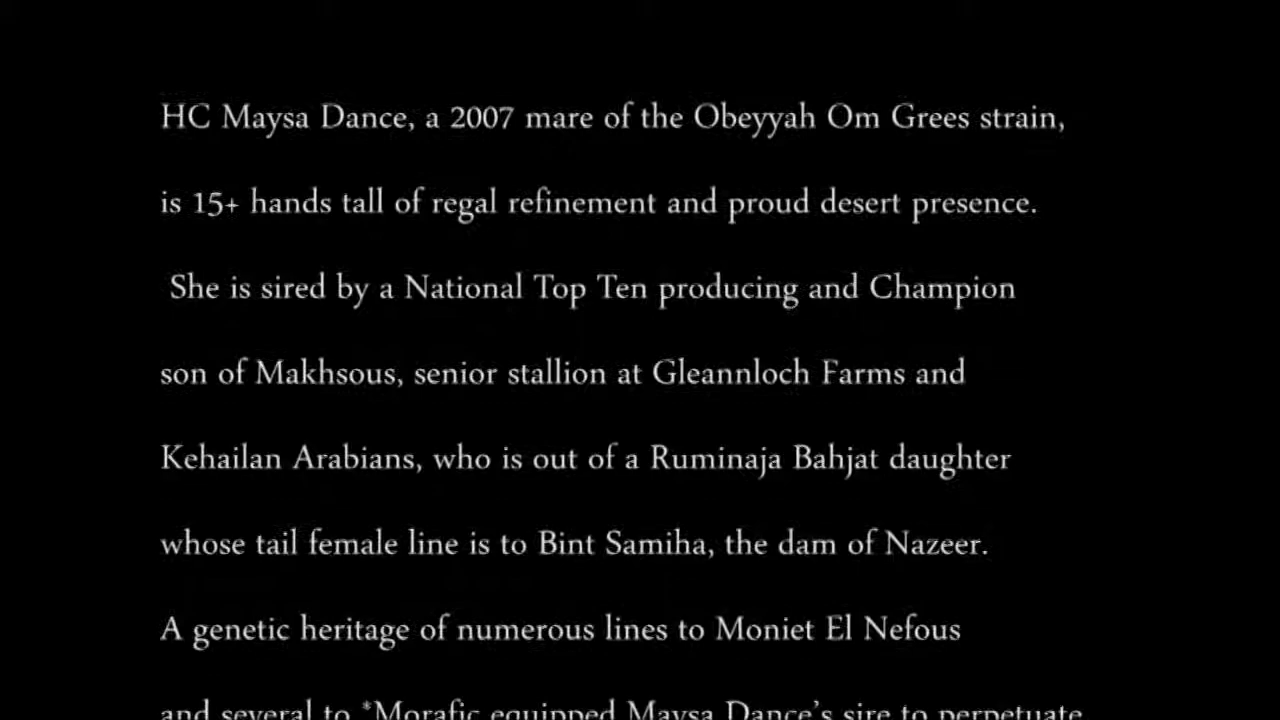 HC Maysa Dance, a 2007 mare of the Obeyyah Om Grees strain,
is 15+ hands tall of regal refinement and proud desert presence.
She is sired by a National Top Ten producing and Champion
son of Makhsous, senior stallion at Gleannloch Farms and
Kehailan Arabians, who is out of a Ruminaja Bahjat daughter
whose tail female line is to Bint Samiha, the dam of Nazeer.
A genetic heritage of numerous lines to Moniet El Nefous
and several to *Morafic equipped Maysa Dance's sire to perpetuate